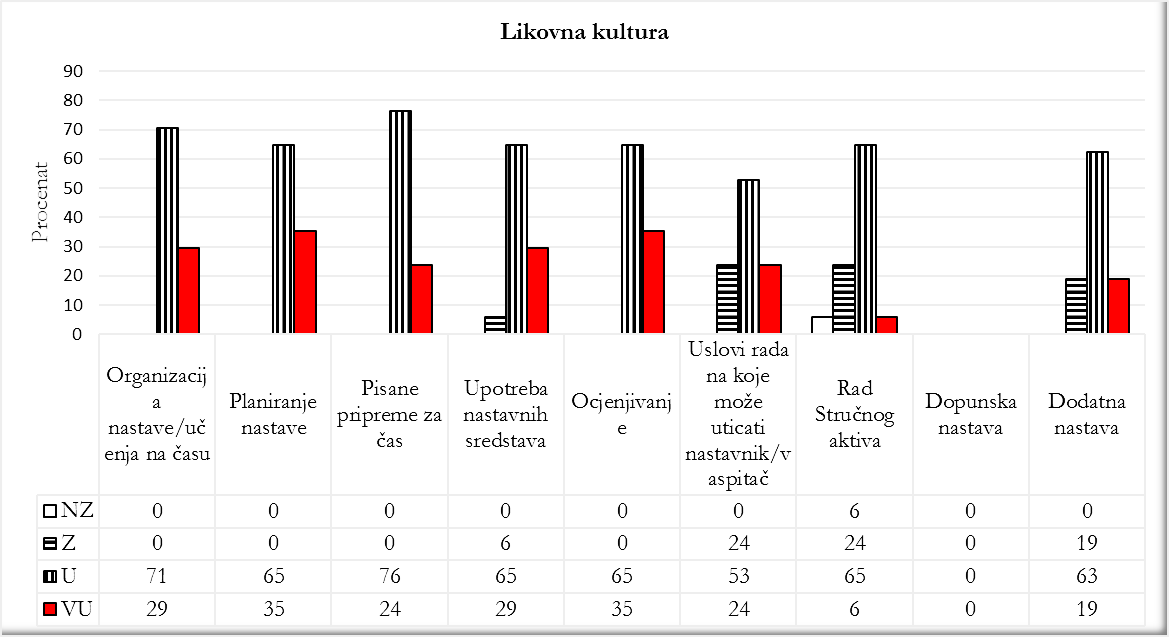 Likovna kultura
Procenat
90
80
70
60
50
40
30
20
10
0
Organizacij
a
nastave/uč
enja na času
Planiranje
nastave
Pisane
pripreme za
čas
Upotreba
nastavnih
sredstava
Ocjenjivanj
e
Uslovi rada
na koje
može
uticati
nastavnik/v
aspitač
Rad
Stručnog
aktiva
Dopunska
nastava
Dodatna
nastava
NZ 0 0 0 0 0 0 6 0 0
Z 0 0 0 6 0 24 24 0 19
U 71 65 76 65 65 53 65 0 63
VU 29 35 24 29 35 24 6 0 19